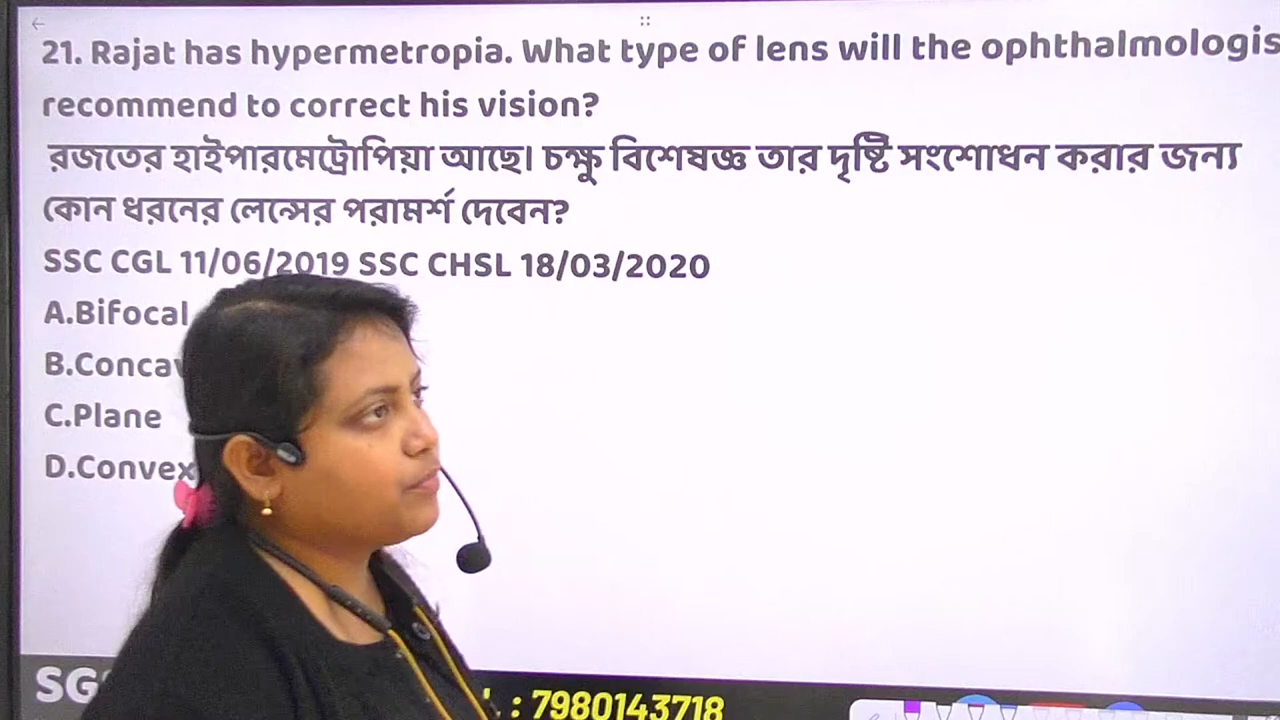 21. Rajat has hypermetropia. What type of lens will the ophthalmologis
recommend to correct his vision?
রজতের হাইপারমেট্রোপিয়া আছে। চক্ষু বিশেষজ্ঞ তার দৃষ্টি সংশোধন করার জন্য
কোন ধরনের লেন্সের পরামর্শ দেবেন?
SSC CGL 11/06/2019 SSC CHSL 18/03/2020
A.Bifocal
B.Concav
C.Plane
D.Convex
SG
: 7980143718